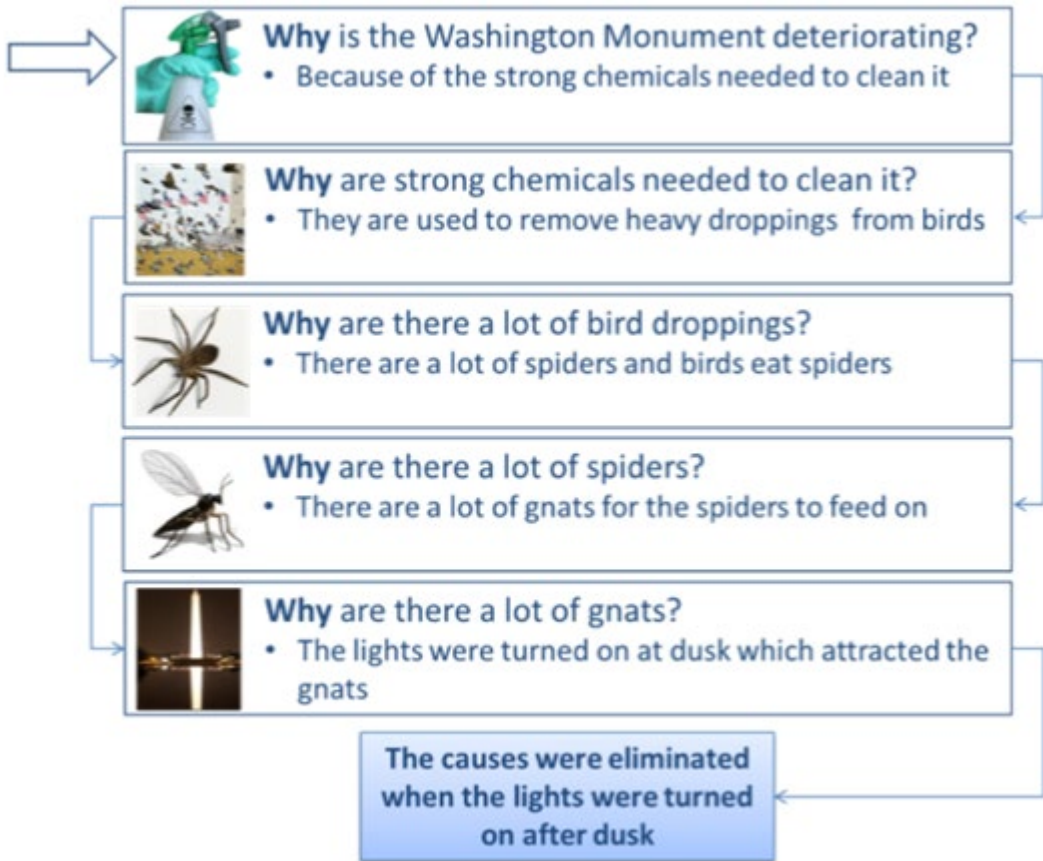 Why is the Washington Monument deteriorating?
• Because of the strong chemicals needed to clean it
Why are strong chemicals needed to clean it?
• They are used to remove heavy droppings from birds
Why are there a lot of bird droppings?
• There are a lot of spiders and birds eat spiders
Why are there a lot of spiders?
• There are a lot of gnats for the spiders to feed on
Why are there a lot of gnats?
• The lights were turned on at dusk which attracted the
gnats
The causes were eliminated
when the lights were turned
on after dusk